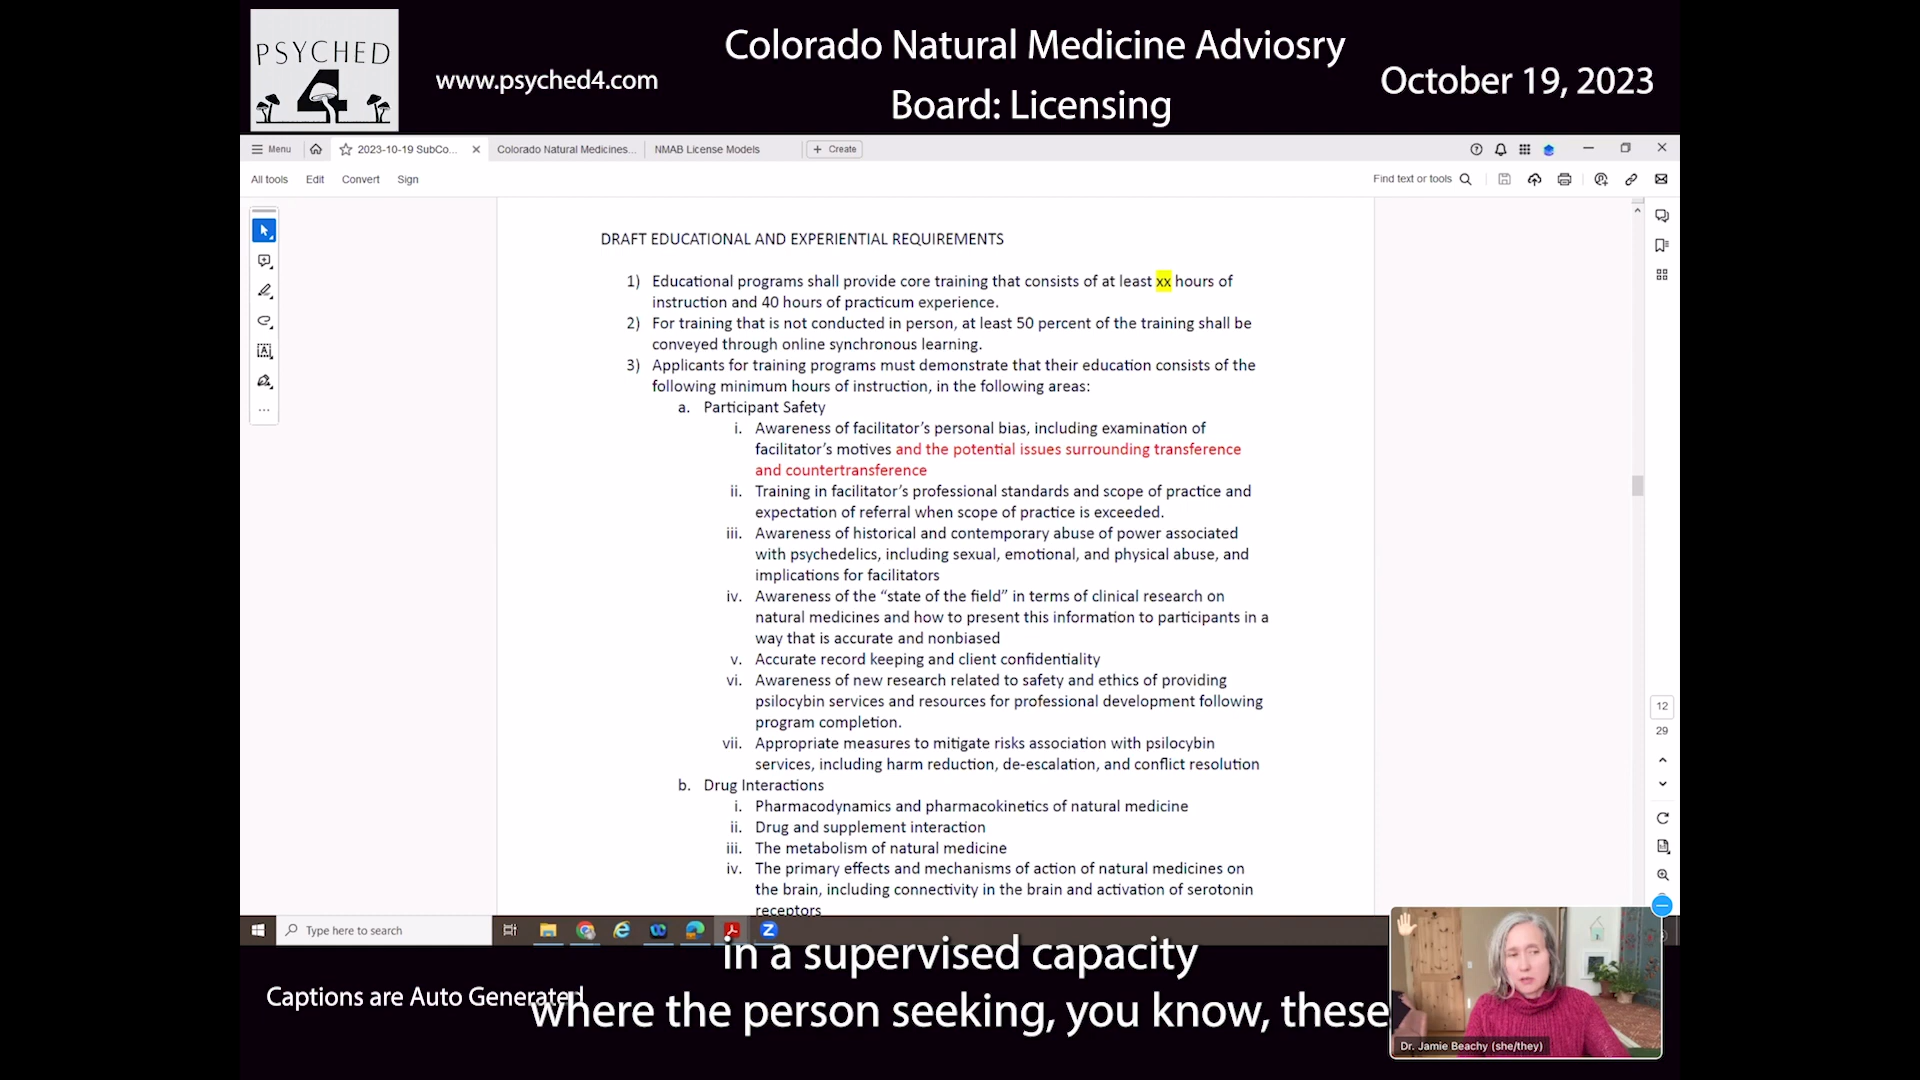 PSYCHED
4
www.psyched4.com
Colorado Natural Medicine Adviosry
Board: Licensing
October 19, 2023
Menu
2023-10-19 SubCo...
Colorado Natural Medicines...
NMAB License Models
+ Create
All tools
Edit
Convert
Sign
Find text or tools
DRAFT EDUCATIONAL AND EXPERIENTIAL REQUIREMENTS
1) Educational programs shall provide core training that consists of at least xx hours of
instruction and 40 hours of practicum experience.
2) For training that is not conducted in person, at least 50 percent of the training shall be
conveyed through online synchronous learning.
3) Applicants for training programs must demonstrate that their education consists of the
following minimum hours of instruction, in the following areas:
a. Participant Safety
i. Awareness of facilitator’s personal bias, including examination of
facilitator’s motives and the potential issues surrounding transference
and countertransference
ii. Training in facilitator’s professional standards and scope of practice and
expectation of referral when scope of practice is exceeded.
iii. Awareness of historical and contemporary abuse of power associated
with psychedelics, including sexual, emotional, and physical abuse, and
implications for facilitators
iv. Awareness of the “state of the field” in terms of clinical research on
natural medicines and how to present this information to participants in a
way that is accurate and nonbiased
v. Accurate record keeping and client confidentiality
vi. Awareness of new research related to safety and ethics of providing
psilocybin services and resources for professional development following
program completion.
vii. Appropriate measures to mitigate risks association with psilocybin
services, including harm reduction, de-escalation, and conflict resolution
b. Drug Interactions
i. Pharmacodynamics and pharmacokinetics of natural medicine
ii. Drug and supplement interaction
iii. The metabolism of natural medicine
iv. The primary effects and mechanisms of action of natural medicines on
the brain, including connectivity in the brain and activation of serotonin
receptors
12
29
Type here to search
in a supervised capacity
where the person seeking, you know, these
Captions are Auto Generated
Dr. Jamie Beachy (she/they)